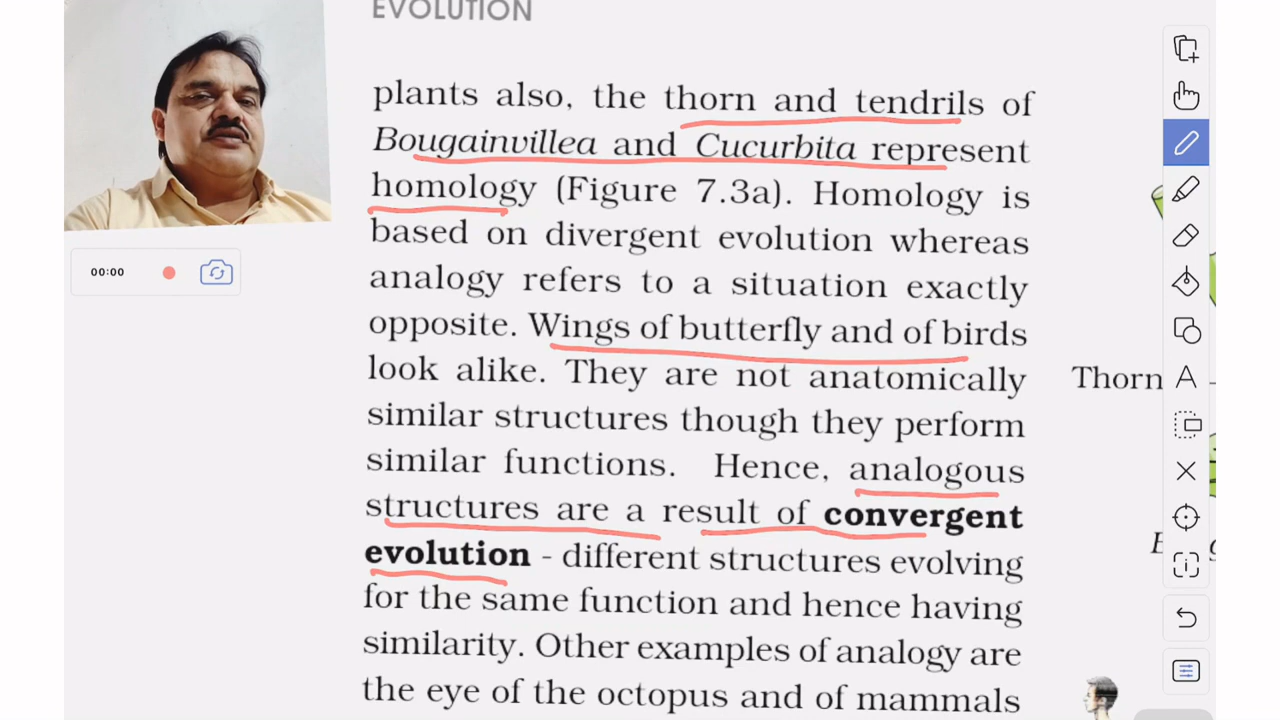 EVOLUTION
plants also, the thorn and tendrils of
Bougainvillea and Cucurbita represent
homology (Figure 7.3a). Homology is
based on divergent evolution whereas
analogy refers to a situation exactly
opposite. Wings of butterfly and of birds
look alike. They are not anatomically
similar structures though they perform
similar functions. Hence, analogous
structures are a result of convergent
evolution - different structures evolving
for the same function and hence having
similarity. Other examples of analogy are
the eye of the octopus and of mammals
00:00
Thorn
A